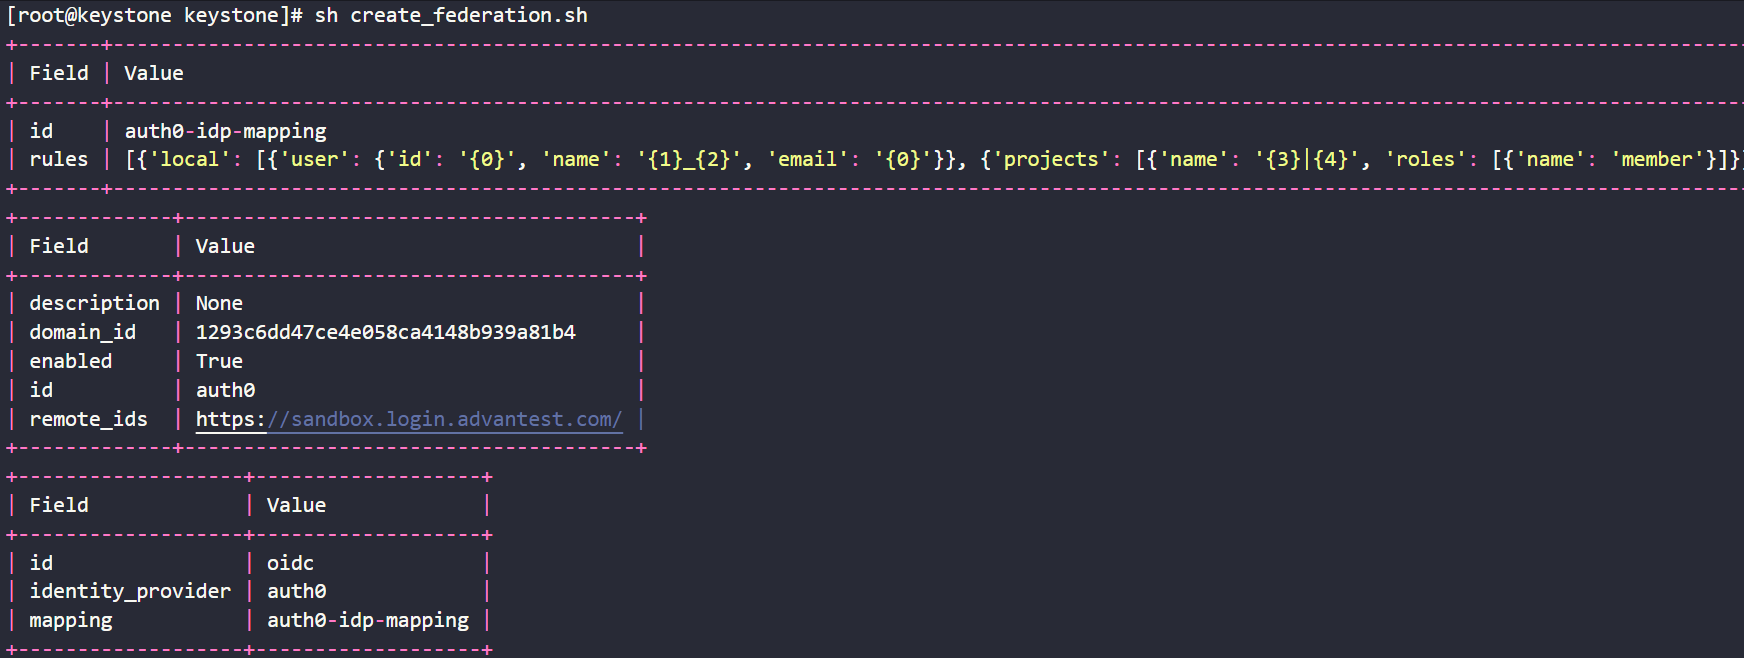 [root@keystone keystone]# sh create_federation.sh
+-------+------------------------------------------------------------------------------------------------------------------------------------------
| Field | Value
+-------+------------------------------------------------------------------------------------------------------------------------------------------
| id    | auth0-idp-mapping
| rules | [{'local': [{'user': {'id': '{0}', 'name': '{1}_{2}', 'email': '{0}'}}, {'projects': [{'name': '{3}|{4}', 'roles': [{'name': 'member'}]}
+-------+------------------------------------------------------------------------------------------------------------------------------------------
+-------------+--------------------------------------+
| Field       | Value                                |
+-------------+--------------------------------------+
| description | None                                 |
| domain_id   | 1293c6dd47ce4e058ca4148b939a81b4     |
| enabled     | True                                 |
| id          | auth0                                |
| remote_ids  | https://sandbox.login.advantest.com/ |
+-------------+--------------------------------------+
+-------------------+-------------------+
| Field             | Value             |
+-------------------+-------------------+
| id                | oidc              |
| identity_provider | auth0             |
| mapping           | auth0-idp-mapping |
+-------------------+-------------------+